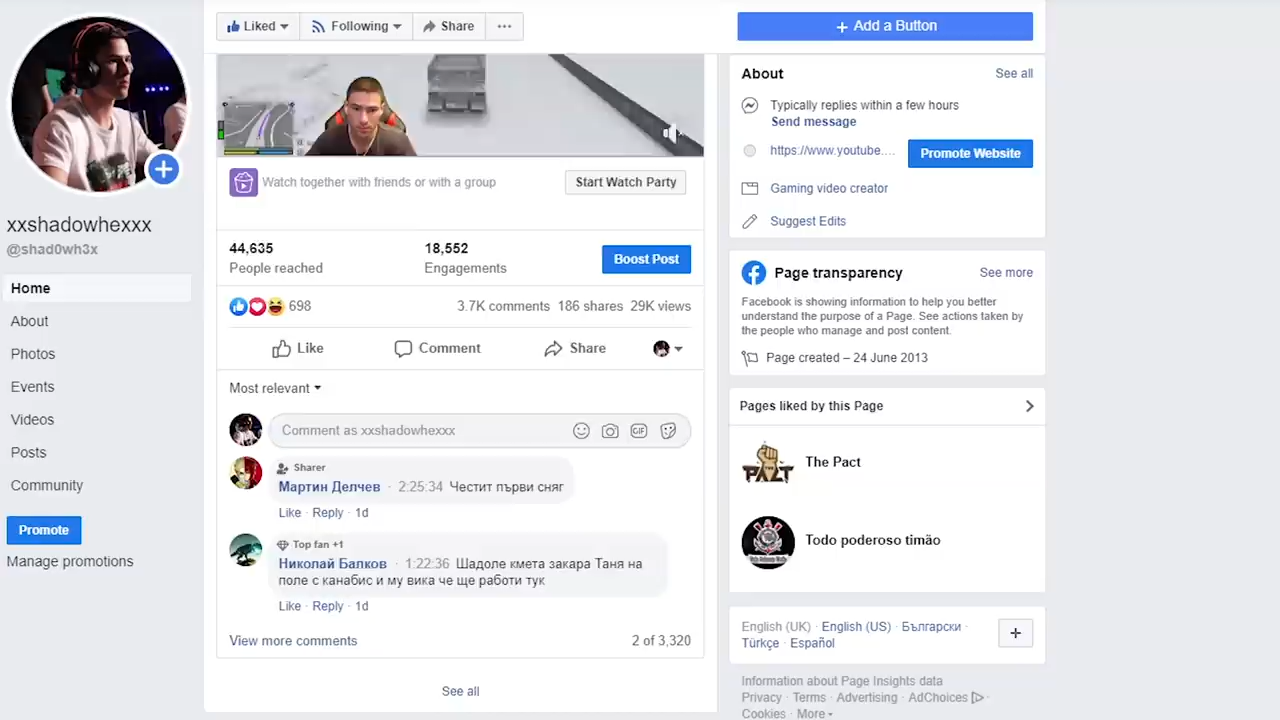 Liked
Following
Share
Add a Button
xxshadowhexxx
@shad0wh3x
Home
About
Photos
Events
Videos
Posts
Community
Promote
Manage promotions
Watch together with friends or with a group
Start Watch Party
44,635
People reached
18,552
Engagements
Boost Post
698
3.7K comments 186 shares 29K views
Like
Comment
Share
Most relevant
Comment as xxshadowhexxx
GIF
Sharer
Мартин Делчев · 2:25:34 Честит първи сняг
Like · Reply · 1d
Top fan +1
Николай Балков · 1:22:36 Шадоле кмета закара Таня на
поле с канабис и му вика че ще работи тук
Like · Reply · 1d
View more comments
2 of 3,320
See all
About
See all
Typically replies within a few hours
Send message
https://www.youtube....
Promote Website
Gaming video creator
Suggest Edits
Page transparency
See more
Facebook is showing information to help you better
understand the purpose of a Page. See actions taken by
the people who manage and post content.
Page created – 24 June 2013
Pages liked by this Page
PACT
The Pact
Todo poderoso timão
English (UK) · English (US) · Български ·
Türkçe · Español
Information about Page Insights data
Privacy · Terms · Advertising · AdChoices ·
Cookies · More